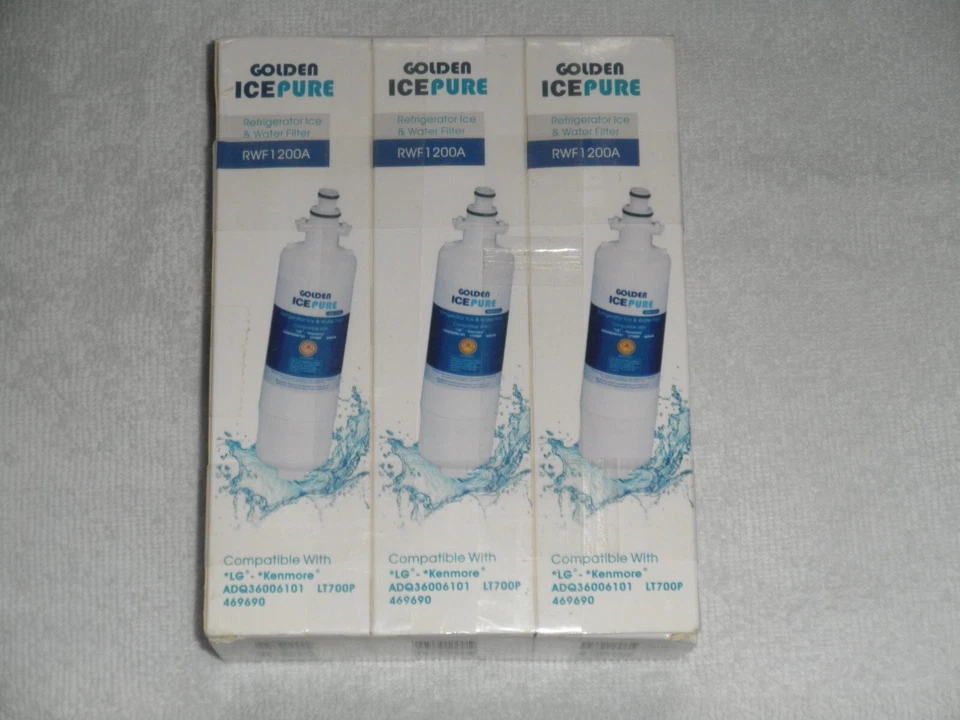 GOLDEN
ICEPURE
Refrigerator Ice
& Water Filter
RWF1200A
GOLDEN
ICEPURE
Compatible With
*LG®- *Kenmore®
ADQ36006101 LT700P
469690
GOLDEN
ICEPURE
Refrigerator Ice
& Water Filter
RWF1200A
GOLDEN
ICEPURE
Compatible With
*LG®- *Kenmore®
ADQ36006101 LT700P
469690
GOLDEN
ICEPURE
Refrigerator Ice
& Water Filter
RWF1200A
GOLDEN
ICEPURE
Compatible With
*LG®- *Kenmore®
ADQ36006101 LT700P
469690